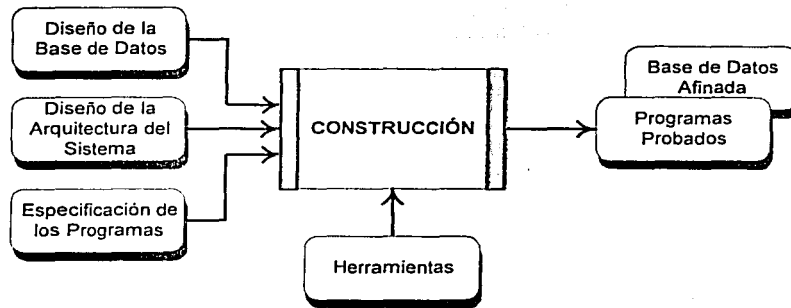 Diseño de la
Base de Datos
Diseño de la
Arquitectura del
Sistema
Especificación de
los Programas
CONSTRUCCIÓN
Herramientas
Base de Datos
Afinada
Programas
Probados